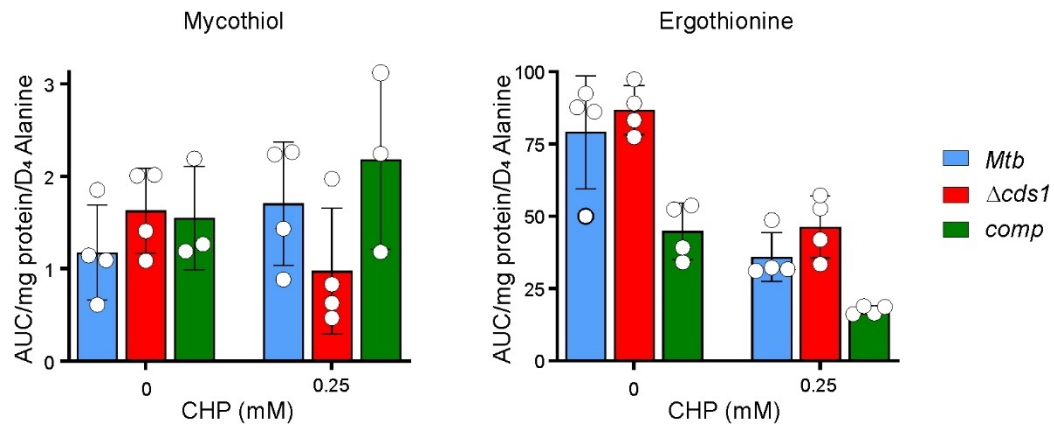 Mycothiol
AUC/mg protein/D₄ Alanine
3
2
1
0
0
0.25
CHP (mM)
Ergothionine
AUC/mg protein/D₄ Alanine
100
75
50
25
0
0
0.25
CHP (mM)
Mtb
Δcds1
comp